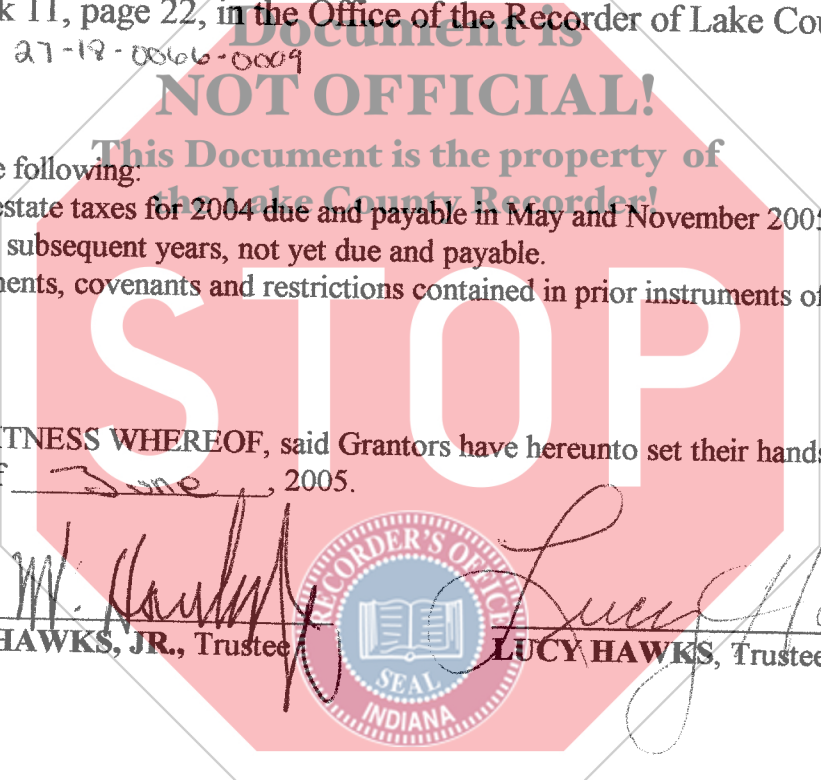 k 11, page 22, in the Office of the Recorder of Lake Cou
Document is
27-18-0066-0009
NOT OFFICIAL!
This Document is the property of
e following:
the Lake County Recorder!
estate taxes for 2004 due and payable in May and November 2005
subsequent years, not yet due and payable.
nents, covenants and restrictions contained in prior instruments of
STOP
ITNESS WHEREOF, said Grantors have hereunto set their hands
f June, 2005.
W. Hawks Jr
Lucy H
HAWKS, JR., Trustee
LUCY HAWKS, Trustee
RECORDER'S OFFICE
SEAL
INDIANA